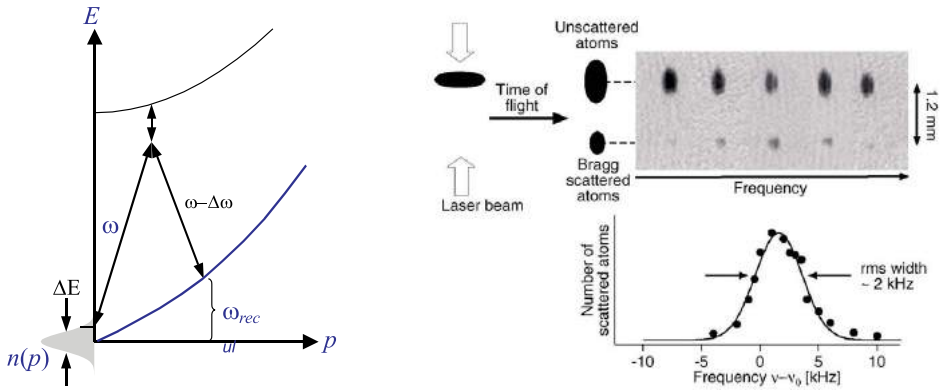 E
ω
ω−Δω
ΔE
ω_rec
n(p)
p
Unscattered
atoms
Time of
flight
1.2 mm
Bragg
scattered
atoms
Laser beam
Frequency
Number of
scattered atoms
rms width
~ 2 kHz
-10
-5
0
5
10
Frequency ν−ν₀ [kHz]